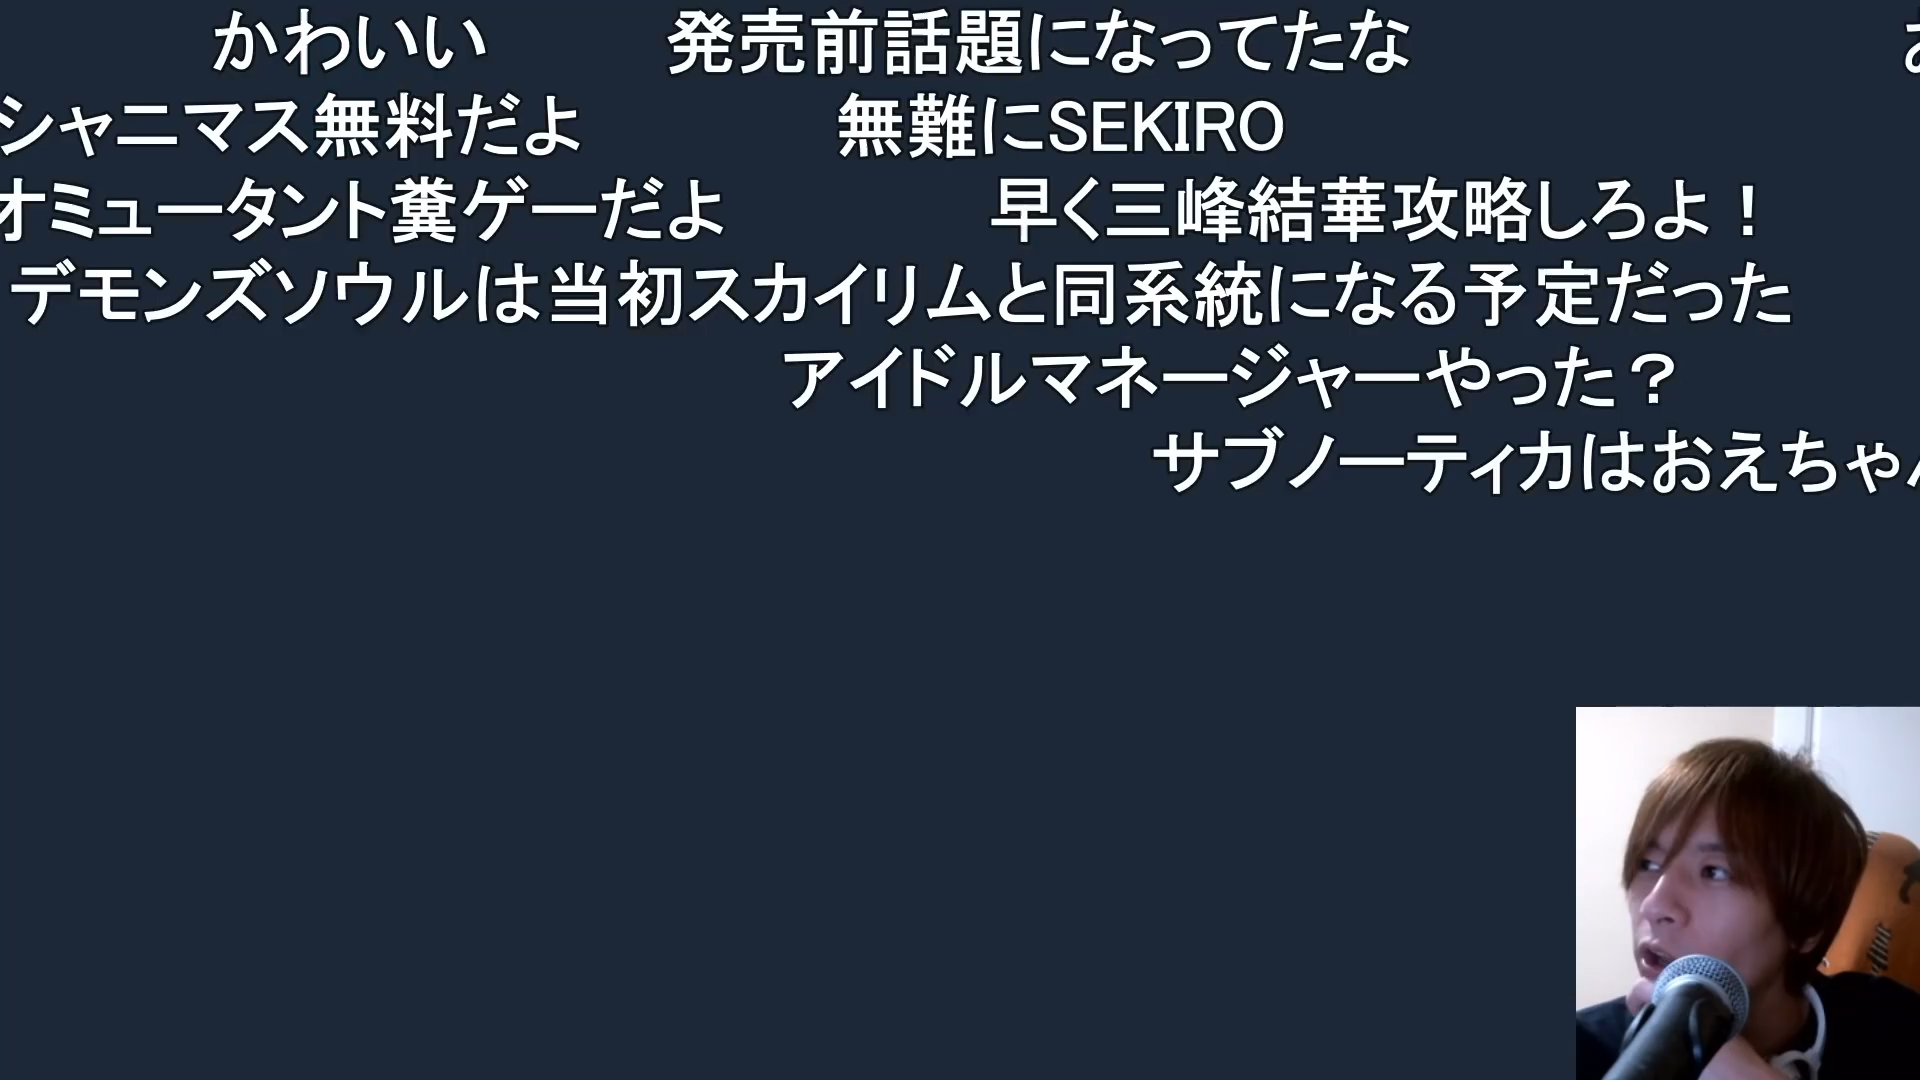 かわいい 発売前話題になってたな
シャニマス無料だよ 無難にSEKIRO
オミュータント糞ゲーだよ 早く三峰結華攻略しろよ！
デモンズソウルは当初スカイリムと同系統になる予定だった
アイドルマネージャーやった？
サブノーティカはおえちゃ